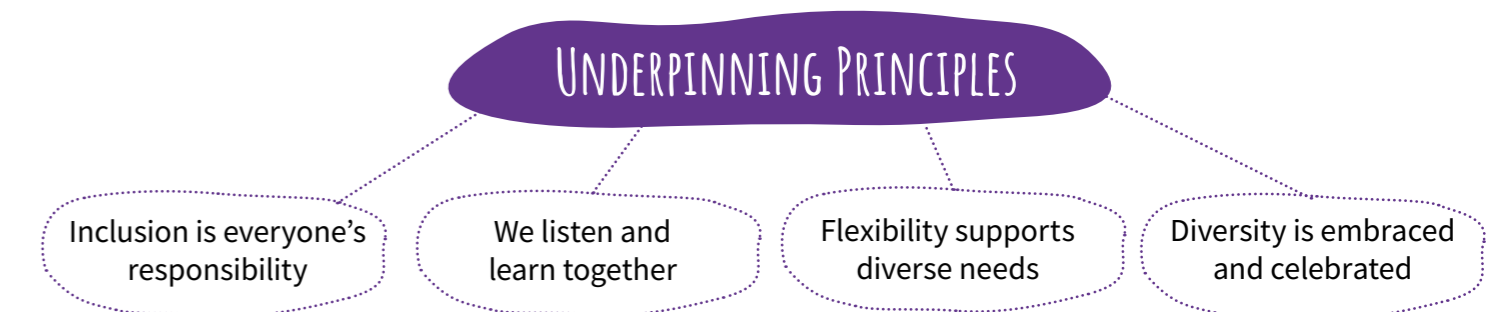 UNDERPINNING PRINCIPLES
Inclusion is everyone's
responsibility
We listen and
learn together
Flexibility supports
diverse needs
Diversity is embraced
and celebrated